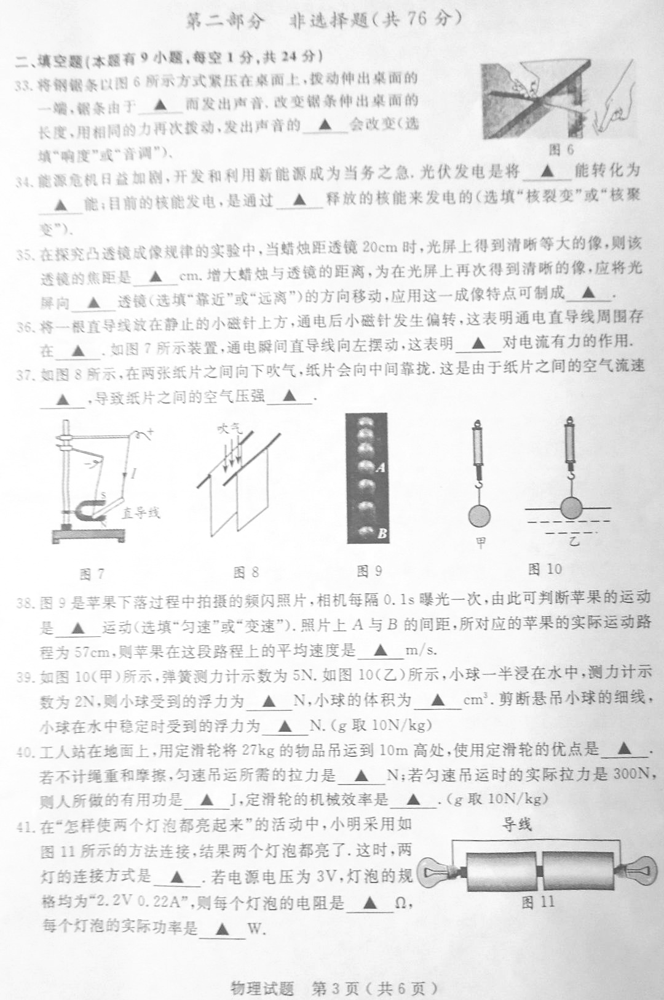 第二部分　非选择题(共 76 分)
二、填空题(本题有 9 小题,每空 1 分,共 24 分)
33. 将钢锯条以图 6 所示方式紧压在桌面上,拨动伸出桌面的
一端,锯条由于 ▲ 而发出声音. 改变锯条伸出桌面的
长度,用相同的力再次拨动,发出声音的 ▲ 会改变(选
填“响度”或“音调”).
图 6
34. 能源危机日益加剧,开发和利用新能源成为当务之急. 光伏发电是将 ▲ 能转化为
▲ 能;目前的核能发电,是通过 ▲ 释放的核能来发电的(选填“核裂变”或“核聚
变”).
35. 在探究凸透镜成像规律的实验中,当蜡烛距透镜 20cm 时,光屏上得到清晰等大的像,则该
透镜的焦距是 ▲ cm. 增大蜡烛与透镜的距离,为在光屏上再次得到清晰的像,应将光
屏向 ▲ 透镜(选填“靠近”或“远离”)的方向移动,应用这一成像特点可制成 ▲ .
36. 将一根直导线放在静止的小磁针上方,通电后小磁针发生偏转,这表明通电直导线周围存
在 ▲ . 如图 7 所示装置,通电瞬间直导线向左摆动,这表明 ▲ 对电流有力的作用.
37. 如图 8 所示,在两张纸片之间向下吹气,纸片会向中间靠拢. 这是由于纸片之间的空气流速
▲ ,导致纸片之间的空气压强 ▲ .
+
−
I
S
直导线
吹气
A
B
甲
乙
图 7
图 8
图 9
图 10
38. 图 9 是苹果下落过程中拍摄的频闪照片,相机每隔 0.1s 曝光一次,由此可判断苹果的运动
是 ▲ 运动(选填“匀速”或“变速”). 照片上 A 与 B 的间距,所对应的苹果的实际运动路
程为 57cm,则苹果在这段路程上的平均速度是 ▲ m/s.
39. 如图 10(甲)所示,弹簧测力计示数为 5N. 如图 10(乙)所示,小球一半浸在水中,测力计示
数为 2N,则小球受到的浮力为 ▲ N,小球的体积为 ▲ cm³. 剪断悬吊小球的细线,
小球在水中稳定时受到的浮力为 ▲ N. (g 取 10N/kg)
40. 工人站在地面上,用定滑轮将 27kg 的物品吊运到 10m 高处,使用定滑轮的优点是 ▲ .
若不计绳重和摩擦,匀速吊运所需的拉力是 ▲ N;若匀速吊运时的实际拉力是 300N,
则人所做的有用功是 ▲ J,定滑轮的机械效率是 ▲ . (g 取 10N/kg)
41. 在“怎样使两个灯泡都亮起来”的活动中,小明采用如
图 11 所示的方法连接,结果两个灯泡都亮了. 这时,两
灯的连接方式是 ▲ . 若电源电压为 3V,灯泡的规
格均为“2.2V 0.22A”,则每个灯泡的电阻是 ▲ Ω,
每个灯泡的实际功率是 ▲ W.
导线
图 11
物理试题　第 3 页 ( 共 6 页 )